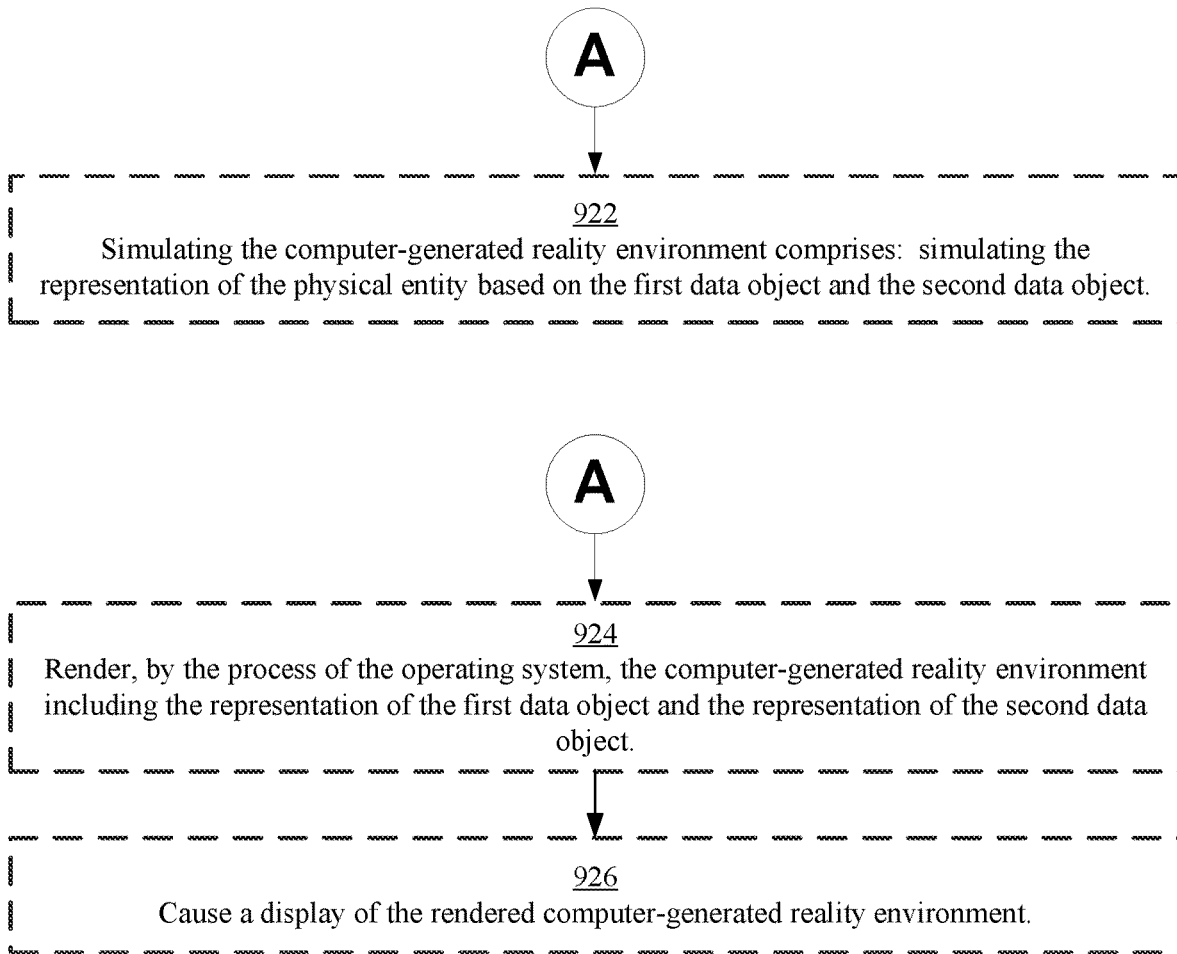 A
922
Simulating the computer-generated reality environment comprises: simulating the
representation of the physical entity based on the first data object and the second data object.
A
924
Render, by the process of the operating system, the computer-generated reality environment
including the representation of the first data object and the representation of the second data
object.
926
Cause a display of the rendered computer-generated reality environment.